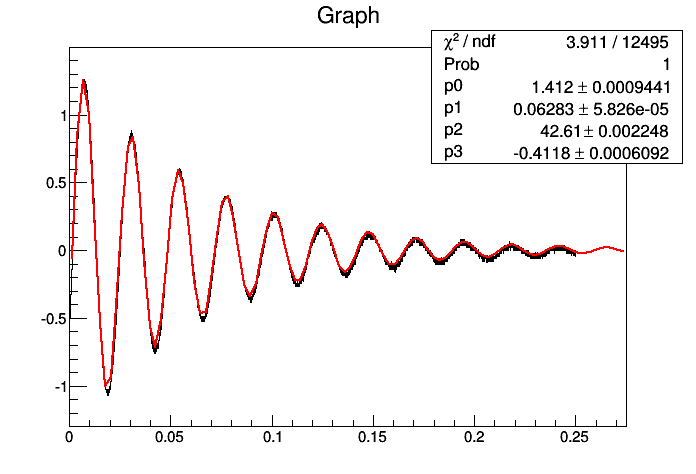 Graph
χ² / ndf 3.911 / 12495
Prob 1
p0 1.412 ± 0.0009441
p1 0.06283 ± 5.826e-05
p2 42.61 ± 0.002248
p3 -0.4118 ± 0.0006092
1
0.5
0
-0.5
-1
0 0.05 0.1 0.15 0.2 0.25